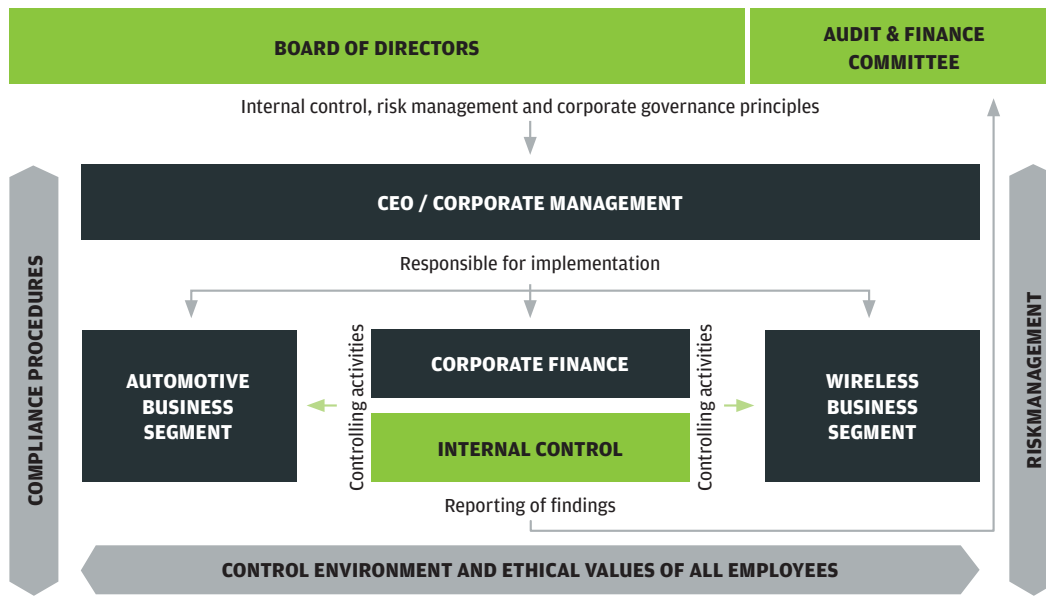 BOARD OF DIRECTORS
AUDIT & FINANCE
COMMITTEE
Internal control, risk management and corporate governance principles
CEO / CORPORATE MANAGEMENT
Responsible for implementation
COMPLIANCE PROCEDURES
AUTOMOTIVE
BUSINESS
SEGMENT
Controlling activities
CORPORATE FINANCE
INTERNAL CONTROL
Controlling activities
WIRELESS
BUSINESS
SEGMENT
RISKMANAGEMENT
Reporting of findings
CONTROL ENVIRONMENT AND ETHICAL VALUES OF ALL EMPLOYEES